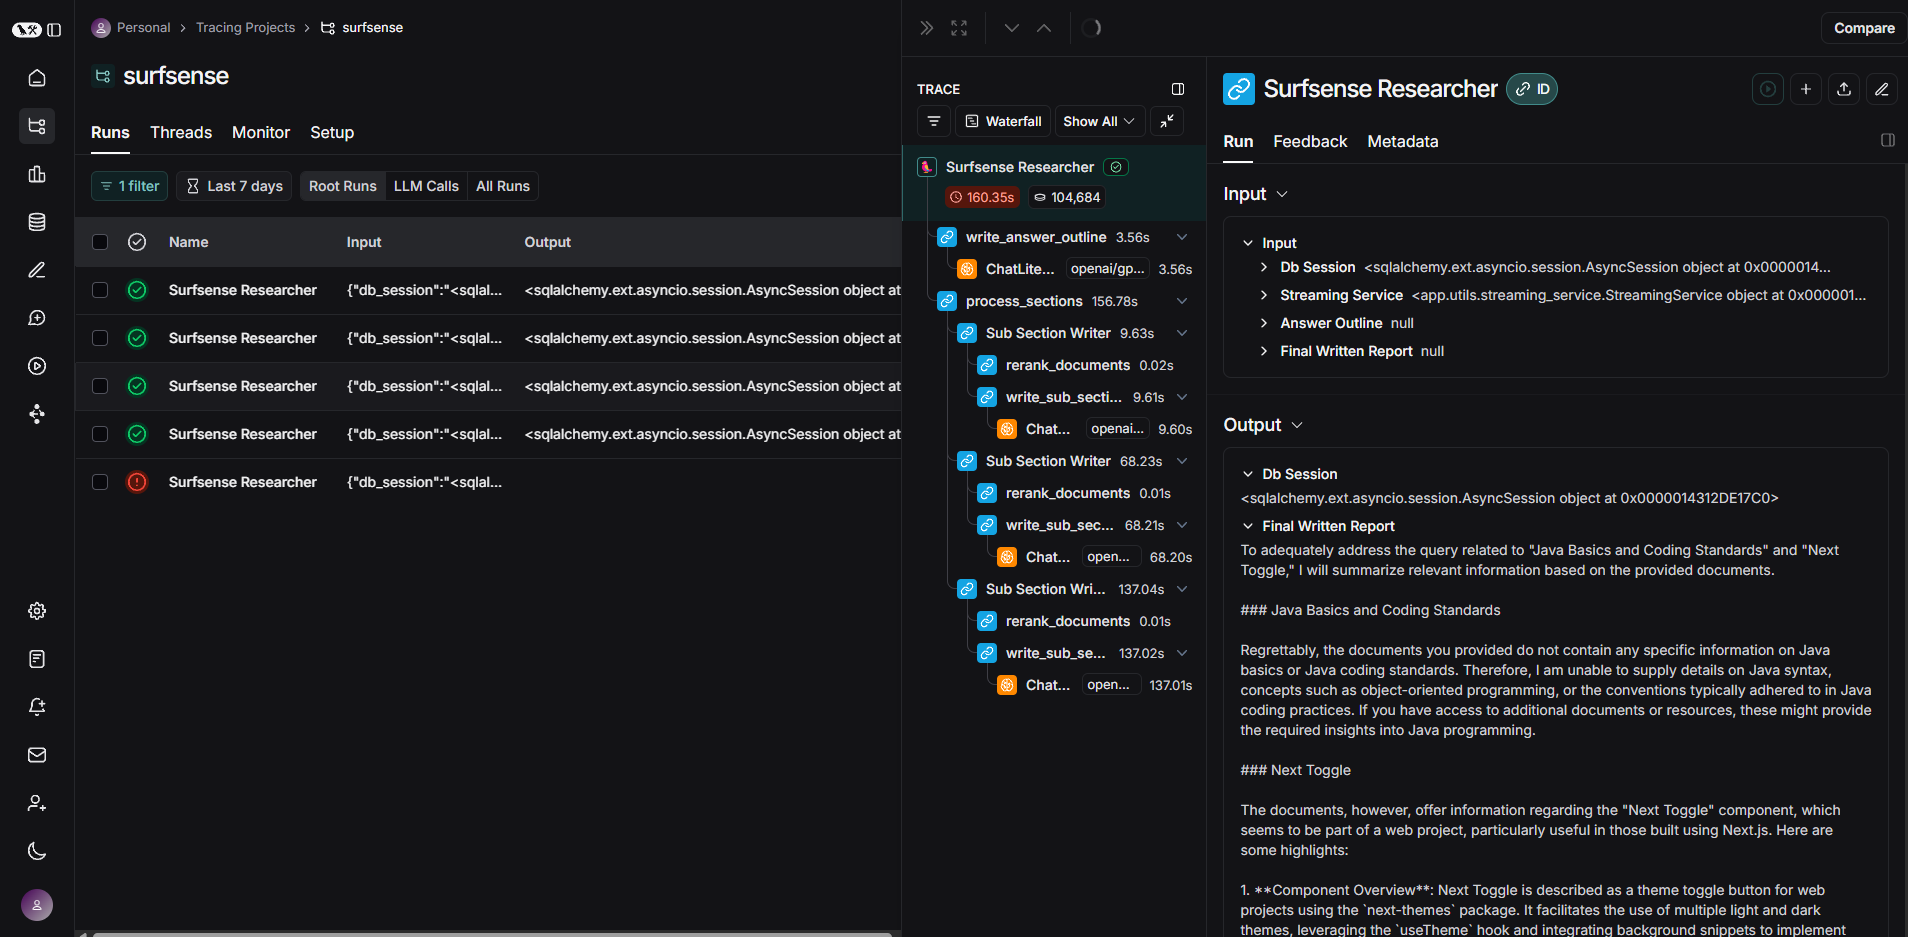 Personal > Tracing Projects > surfsense
surfsense
Runs Threads Monitor Setup
1 filter Last 7 days Root Runs LLM Calls All Runs
Name Input Output
Surfsense Researcher {"db_session":"<sqlal... <sqlalchemy.ext.asyncio.session.AsyncSession object at
Surfsense Researcher {"db_session":"<sqlal... <sqlalchemy.ext.asyncio.session.AsyncSession object at
Surfsense Researcher {"db_session":"<sqlal... <sqlalchemy.ext.asyncio.session.AsyncSession object at
Surfsense Researcher {"db_session":"<sqlal... <sqlalchemy.ext.asyncio.session.AsyncSession object at
Surfsense Researcher {"db_session":"<sqlal...
TRACE
Waterfall Show All
Surfsense Researcher
160.35s 104,684
write_answer_outline 3.56s
ChatLite... openai/gp... 3.56s
process_sections 156.78s
Sub Section Writer 9.63s
rerank_documents 0.02s
write_sub_secti... 9.61s
Chat... openai... 9.60s
Sub Section Writer 68.23s
rerank_documents 0.01s
write_sub_sec... 68.21s
Chat... open... 68.20s
Sub Section Wri... 137.04s
rerank_documents 0.01s
write_sub_se... 137.02s
Chat... open... 137.01s
Compare
Surfsense Researcher ID
Run Feedback Metadata
Input
Input
Db Session <sqlalchemy.ext.asyncio.session.AsyncSession object at 0x0000014...
Streaming Service <app.utils.streaming_service.StreamingService object at 0x000001...
Answer Outline null
Final Written Report null
Output
Db Session
<sqlalchemy.ext.asyncio.session.AsyncSession object at 0x0000014312DE17C0>
Final Written Report
To adequately address the query related to "Java Basics and Coding Standards" and "Next
Toggle," I will summarize relevant information based on the provided documents.
### Java Basics and Coding Standards
Regrettably, the documents you provided do not contain any specific information on Java
basics or Java coding standards. Therefore, I am unable to supply details on Java syntax,
concepts such as object-oriented programming, or the conventions typically adhered to in Java
coding practices. If you have access to additional documents or resources, these might provide
the required insights into Java programming.
### Next Toggle
The documents, however, offer information regarding the "Next Toggle" component, which
seems to be part of a web project, particularly useful in those built using Next.js. Here are
some highlights:
1. **Component Overview**: Next Toggle is described as a theme toggle button for web
projects using the `next-themes` package. It facilitates the use of multiple light and dark
themes, leveraging the `useTheme` hook and integrating background snippets to implement